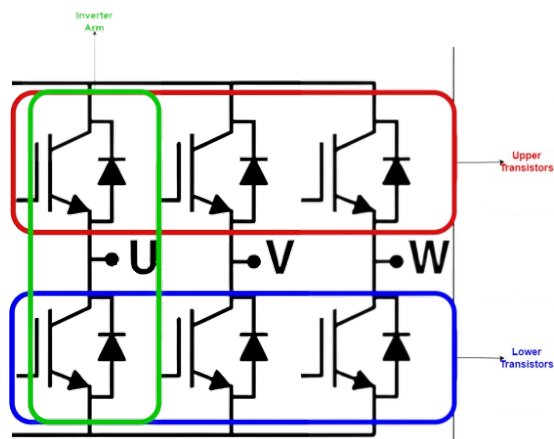 Inverter
Arm
Upper
Transistors
U
V
W
Lower
Transistors